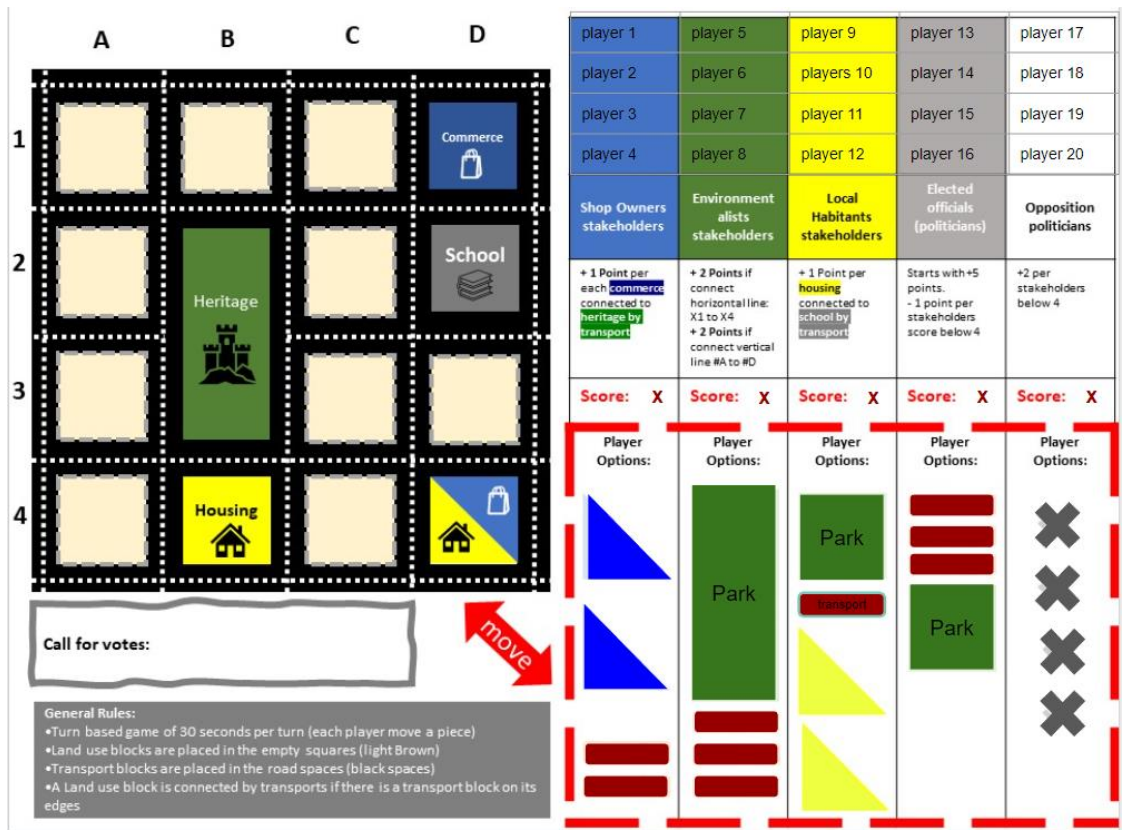 A B C D
1
Commerce
2
School
Heritage
3
4
Housing
Call for votes:
move
General Rules:
•Turn based game of 30 seconds per turn (each player move a piece)
•Land use blocks are placed in the empty squares (light Brown)
•Transport blocks are placed in the road spaces (black spaces)
•A Land use block is connected by transports if there is a transport block on its
edges
player 1 player 5 player 9 player 13 player 17
player 2 player 6 players 10 player 14 player 18
player 3 player 7 player 11 player 15 player 19
player 4 player 8 player 12 player 16 player 20
Shop Owners
stakeholders
Environment
alists
stakeholders
Local
Habitants
stakeholders
Elected
officials
(politicians)
Opposition
politicians
+ 1 Point per
each commerce
connected to
heritage by
transport
+ 2 Points if
connect
horizontal line:
X1 to X4
+ 2 Points if
connect vertical
line #A to #D
+ 1 Point per
housing
connected to
school by
transport
Starts with +5
points.
- 1 point per
stakeholders
score below 4
+2 per
stakeholders
below 4
Score: X Score: X Score: X Score: X Score: X
Player
Options:
Player
Options:
Park
Player
Options:
Park
transport
Player
Options:
Park
Player
Options: